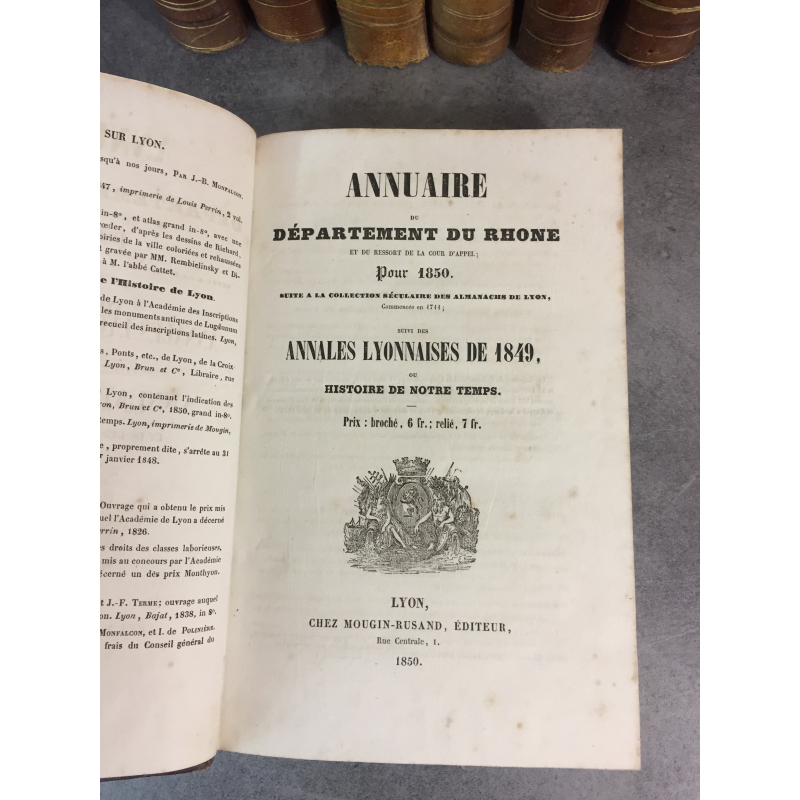 SUR LYON.
squ'à nos jours, PAR J.-B. MONFALCON.
47, imprimerie de Louis Perrin, 2 vol.
in-8°, et atlas grand in-8°, avec une
rœder, d'après les dessins de Richard,
oiries de la ville coloriées et rehaussées
gravée par MM. Rembielinsky et Di-
à M. l'abbé Cattet.
e l'Histoire de Lyon.
de Lyon à l'Académie des Inscriptions
les monuments antiques de Lugdunum
recueil des inscriptions latines. Lyon,
s, Ponts, etc., de Lyon, de la Croix-
Lyon, Brun et Ce, Libraire, rue
Lyon, contenant l'indication des
on, Brun et Ce, 1850, grand in-8°.
temps. Lyon, imprimerie de Mougin,
e, proprement dite, s'arrête au 31
r janvier 1848.
Ouvrage qui a obtenu le prix mis
uel l'Académie de Lyon a décerné
errin, 1826.
es droits des classes laborieuses.
mis au concours par l'Académie
écerné un des prix Monthyon.
t J.-F. TERME; ouvrage auquel
on. Lyon, Bajat, 1838, in 8°.
MONFALCON, et I. de POLINIÈRE.
frais du Conseil général du
ANNUAIRE
DU
DÉPARTEMENT DU RHONE
ET DU RESSORT DE LA COUR D'APPEL;
Pour 1850.
SUITE A LA COLLECTION SÉCULAIRE DES ALMANACHS DE LYON,
Commencée en 1711;
SUIVI DES
ANNALES LYONNAISES DE 1849,
OU
HISTOIRE DE NOTRE TEMPS.
Prix : broché, 6 fr.; relié, 7 fr.
LYON,
CHEZ MOUGIN-RUSAND, ÉDITEUR,
Rue Centrale, 1.
1850.